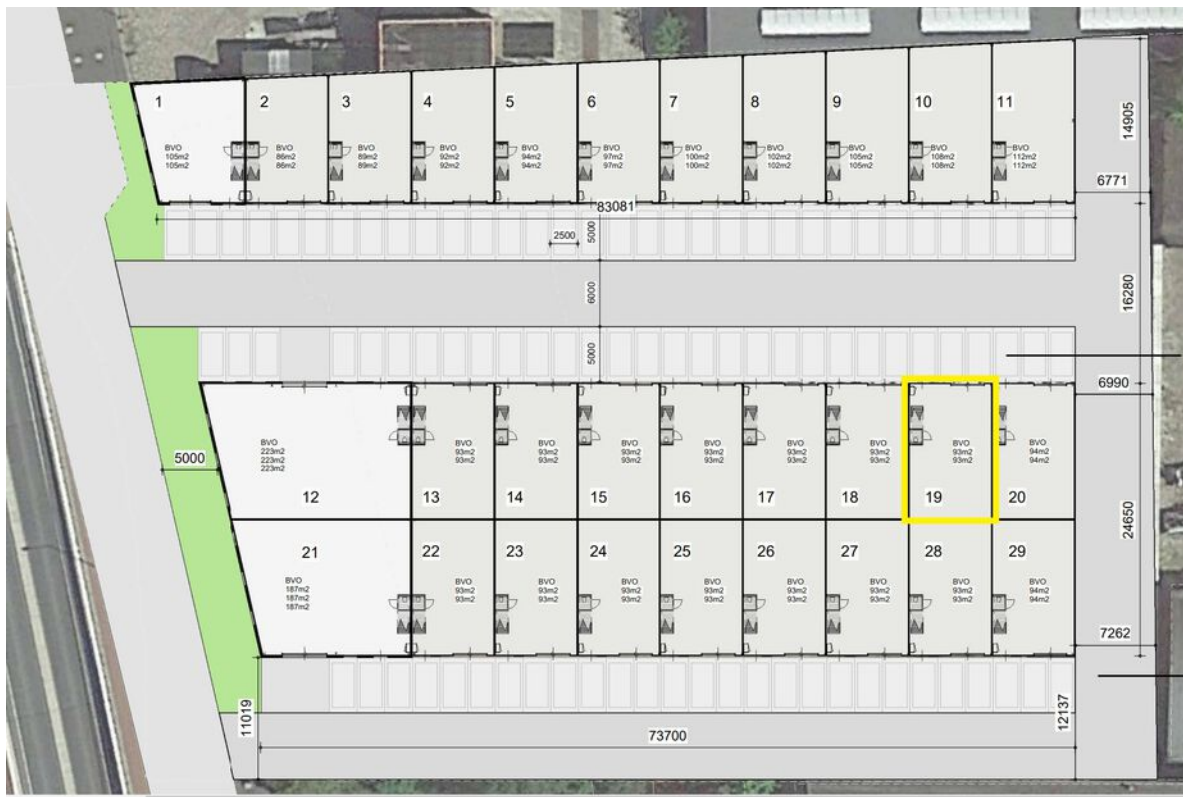 1
2
3
4
5
6
7
8
9
10
11
BVO
105m2
105m2
BVO
86m2
86m2
BVO
89m2
89m2
BVO
92m2
92m2
BVO
94m2
94m2
BVO
97m2
97m2
BVO
100m2
100m2
BVO
102m2
102m2
BVO
105m2
105m2
BVO
108m2
108m2
BVO
112m2
112m2
14905
6771
83081
2500
5000
6000
16280
5000
6990
5000
BVO
223m2
223m2
223m2
BVO
93m2
93m2
BVO
93m2
93m2
BVO
93m2
93m2
BVO
93m2
93m2
BVO
93m2
93m2
BVO
93m2
93m2
BVO
93m2
93m2
BVO
94m2
94m2
12
13
14
15
16
17
18
19
20
24650
21
22
23
24
25
26
27
28
29
BVO
187m2
187m2
187m2
BVO
93m2
93m2
BVO
93m2
93m2
BVO
93m2
93m2
BVO
93m2
93m2
BVO
93m2
93m2
BVO
93m2
93m2
BVO
93m2
93m2
BVO
94m2
94m2
7262
11019
12137
73700